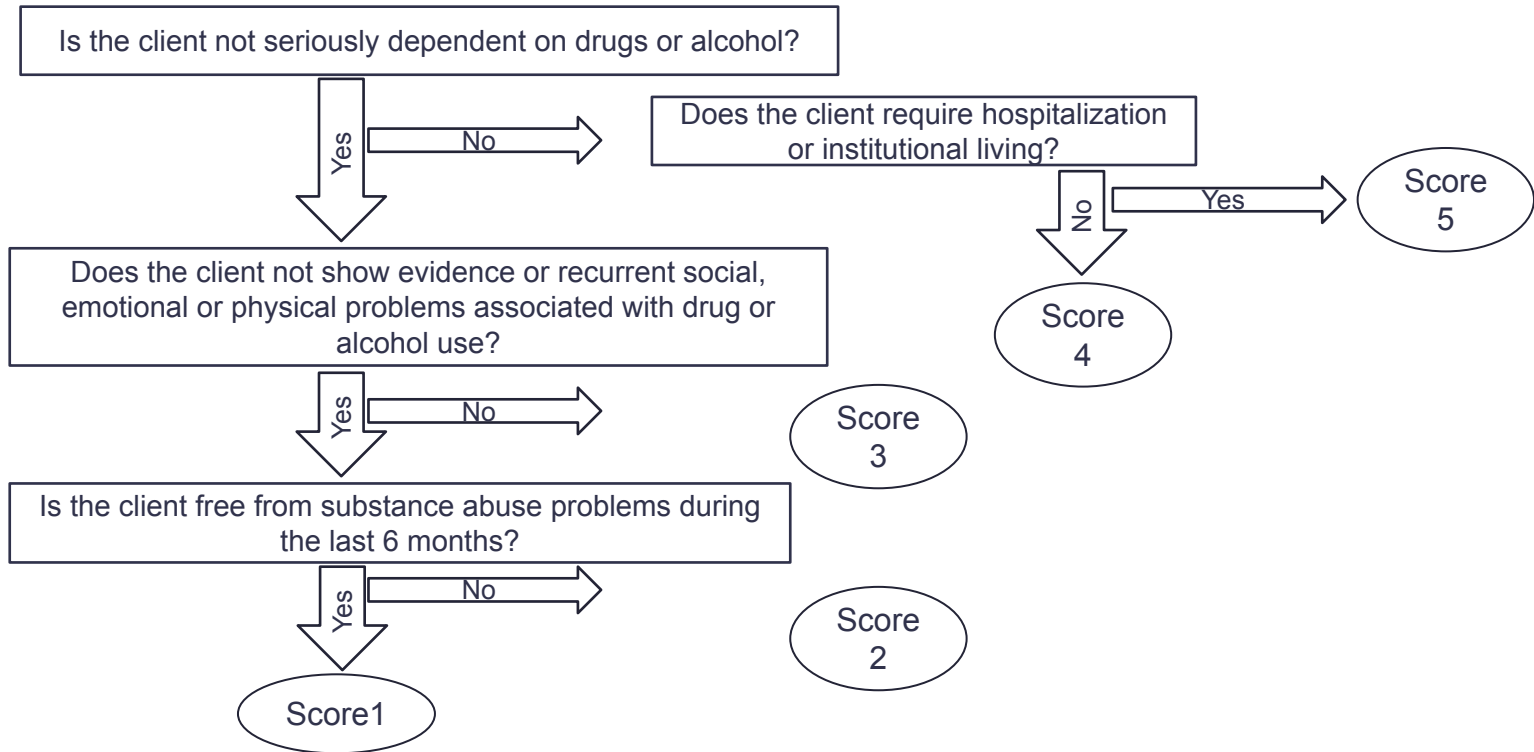 Is the client not seriously dependent on drugs or alcohol?
Yes
No
Does the client require hospitalization
or institutional living?
No
Yes
Score
5
Score
4
Does the client not show evidence or recurrent social,
emotional or physical problems associated with drug or
alcohol use?
Yes
No
Score
3
Is the client free from substance abuse problems during
the last 6 months?
Yes
No
Score
2
Score1